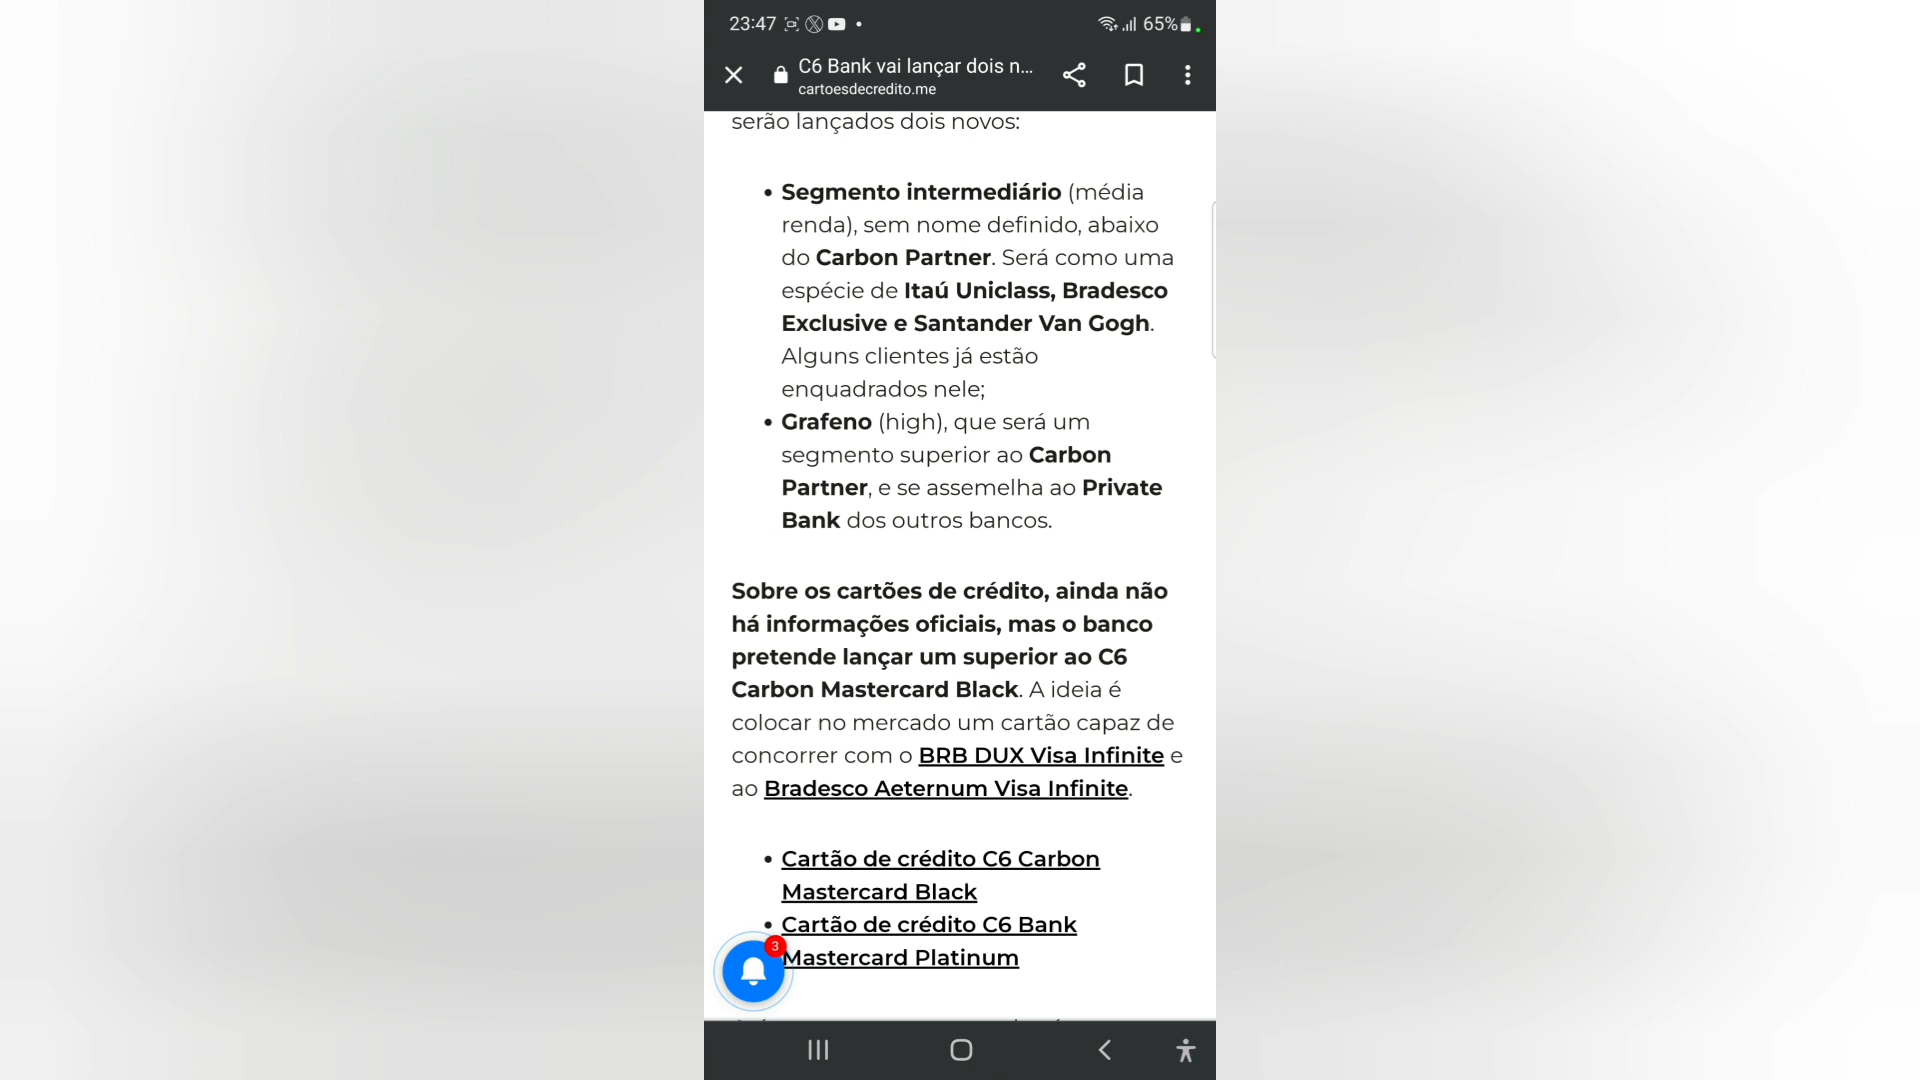 23:47
65%
C6 Bank vai lançar dois n...
cartoesdecredito.me
serão lançados dois novos:
• Segmento intermediário (média
renda), sem nome definido, abaixo
do Carbon Partner. Será como uma
espécie de Itaú Uniclass, Bradesco
Exclusive e Santander Van Gogh.
Alguns clientes já estão
enquadrados nele;
• Grafeno (high), que será um
segmento superior ao Carbon
Partner, e se assemelha ao Private
Bank dos outros bancos.
Sobre os cartões de crédito, ainda não
há informações oficiais, mas o banco
pretende lançar um superior ao C6
Carbon Mastercard Black. A ideia é
colocar no mercado um cartão capaz de
concorrer com o BRB DUX Visa Infinite e
ao Bradesco Aeternum Visa Infinite.
• Cartão de crédito C6 Carbon
Mastercard Black
• Cartão de crédito C6 Bank
Mastercard Platinum
3